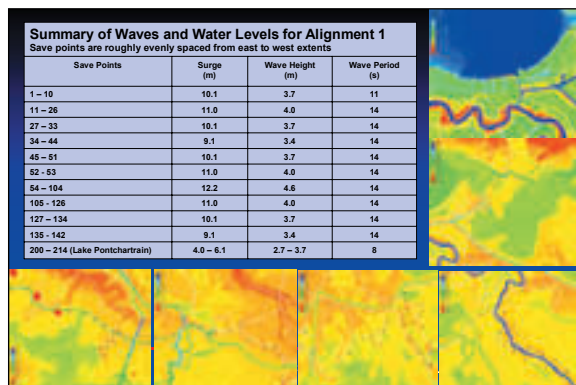 Summary of Waves and Water Levels for Alignment 1
Save points are roughly evenly spaced from east to west extents
Save Points Surge (m) Wave Height (m) Wave Period (s)
1 – 10 10.1 3.7 11
11 – 26 11.0 4.0 14
27 – 33 10.1 3.7 14
34 – 44 9.1 3.4 14
45 – 51 10.1 3.7 14
52 - 53 11.0 4.0 14
54 – 104 12.2 4.6 14
105 - 126 11.0 4.0 14
127 – 134 10.1 3.7 14
135 - 142 9.1 3.4 14
200 – 214 (Lake Pontchartrain) 4.0 – 6.1 2.7 – 3.7 8